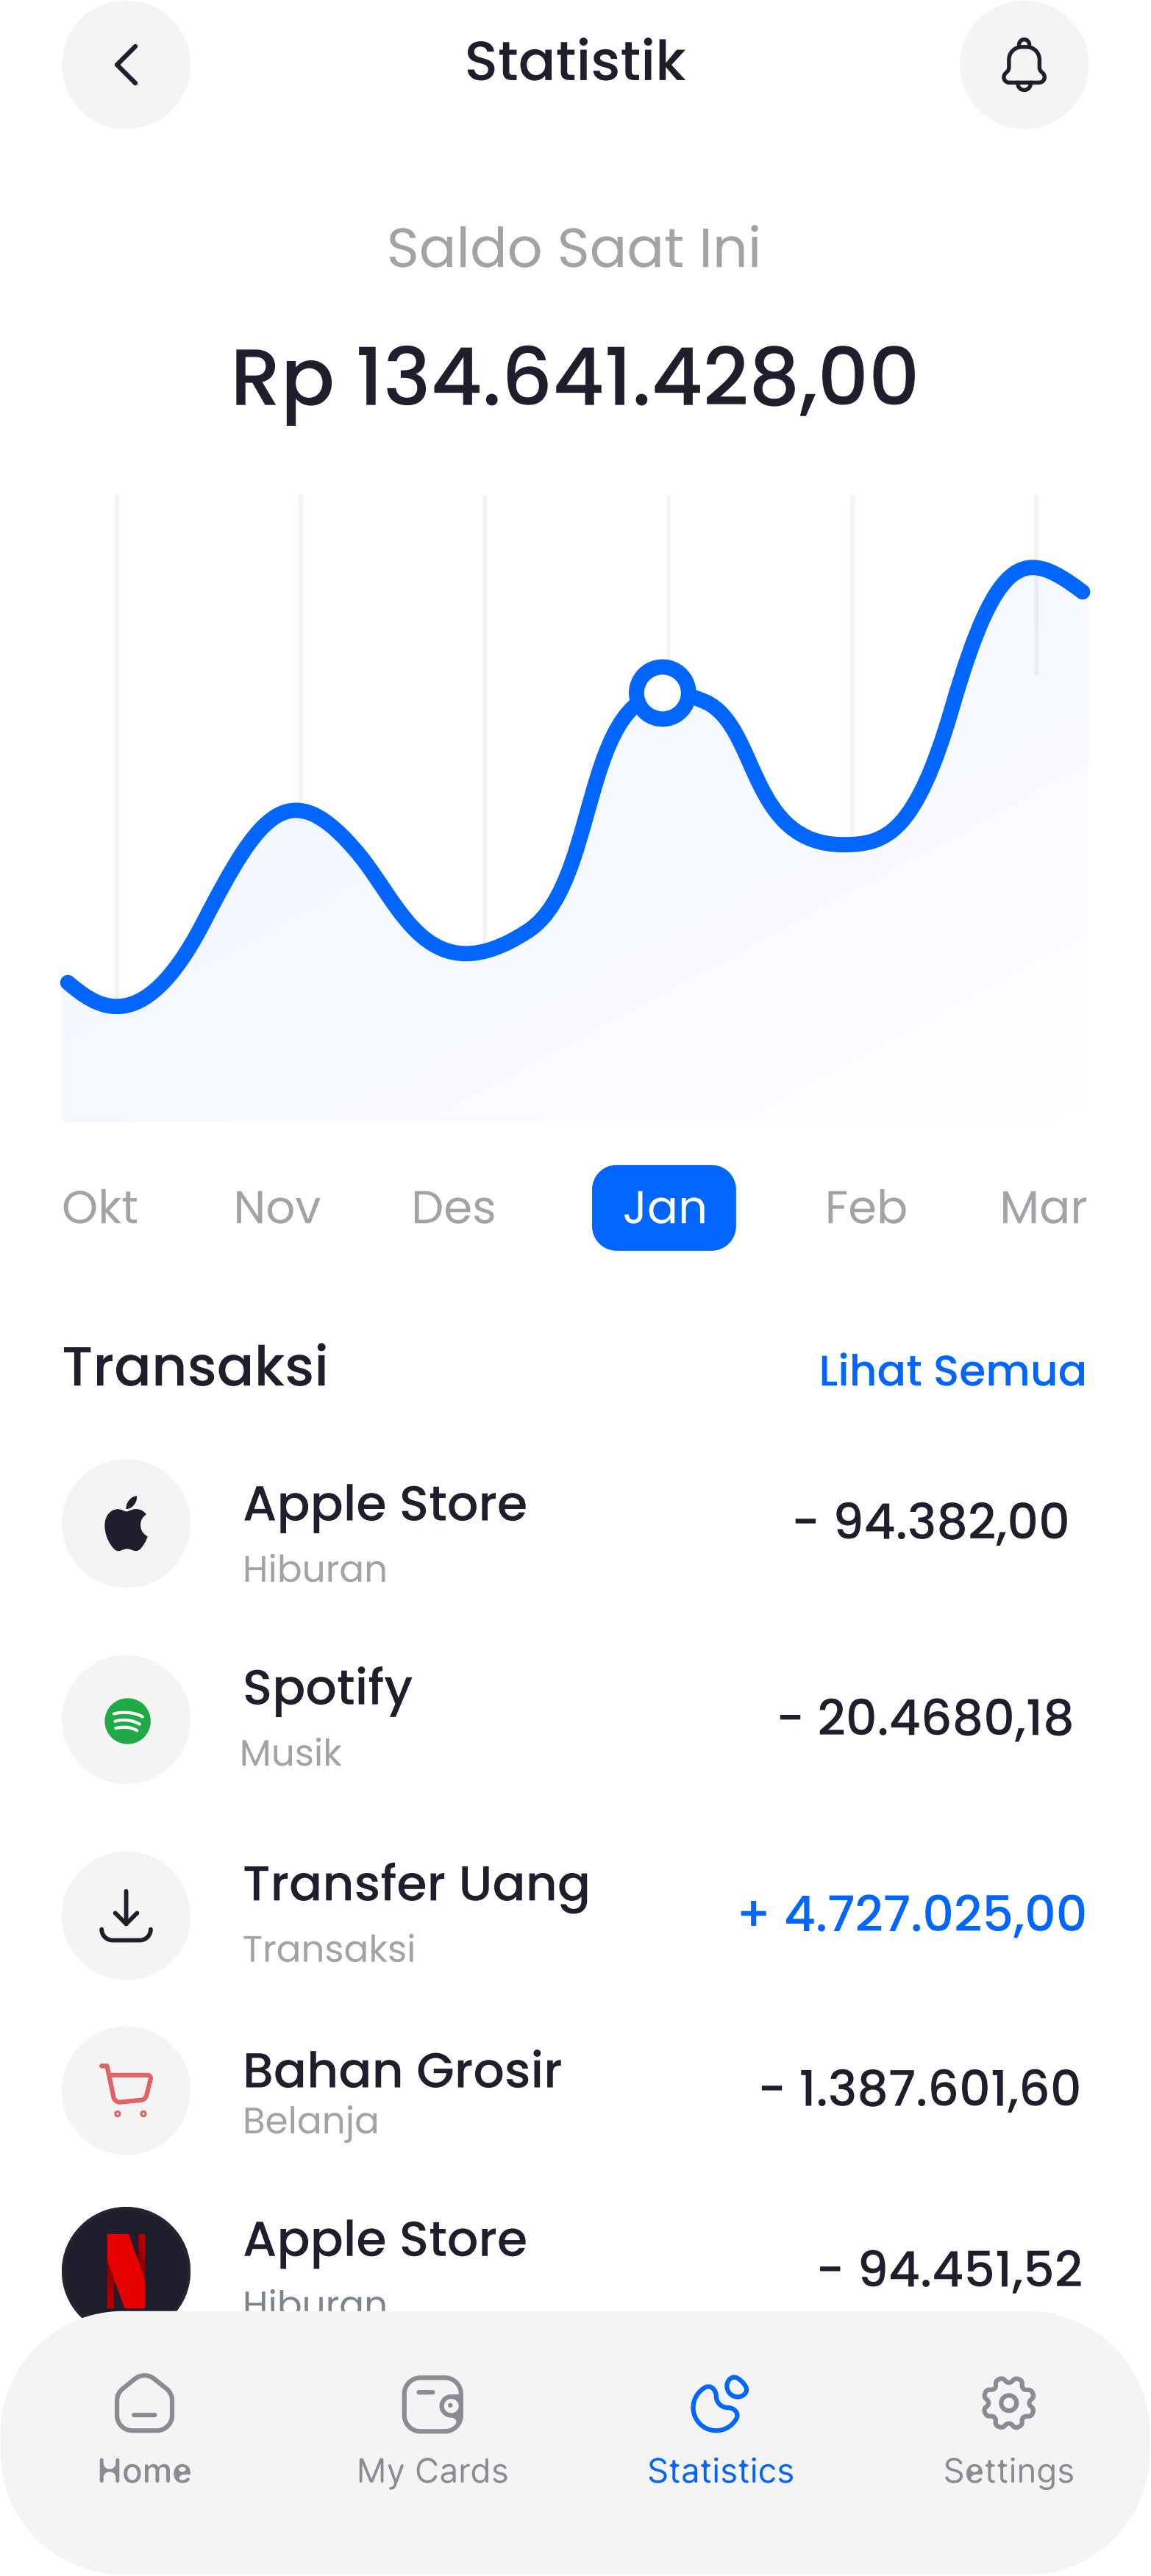 Statistik
Saldo Saat Ini
Rp 134.641.428,00
Okt Nov Des Jan Feb Mar
Transaksi Lihat Semua
Apple Store
- 94.382,00
Hiburan
Spotify
- 20.4680,18
Musik
Transfer Uang
+ 4.727.025,00
Transaksi
Bahan Grosir
- 1.387.601,60
Belanja
Apple Store
- 94.451,52
Hiburan
Home My Cards Statistics Settings